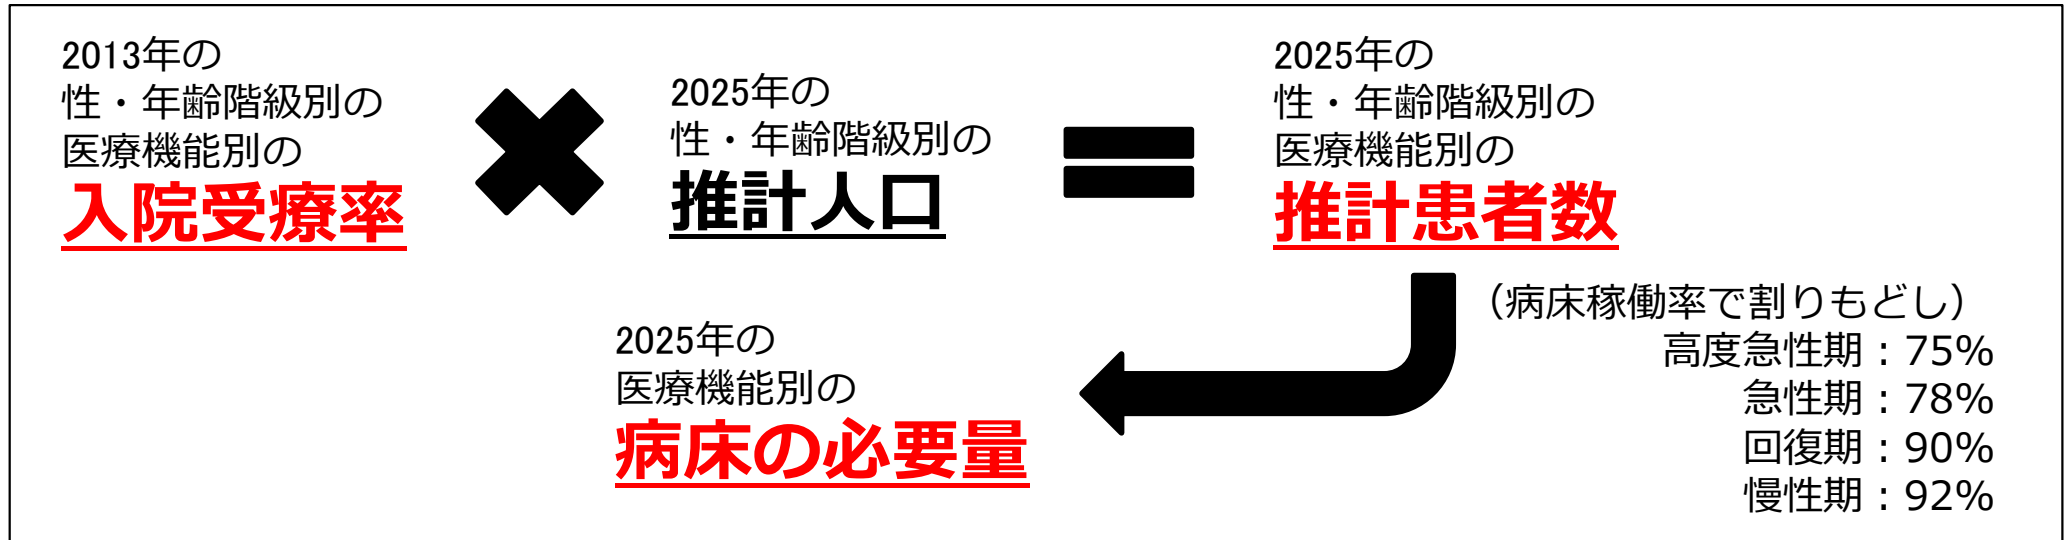 2013年の
性・年齢階級別の
医療機能別の
入院受療率
2025年の
性・年齢階級別の
推計人口
2025年の
性・年齢階級別の
医療機能別の
推計患者数
（病床稼働率で割りもどし）
高度急性期：75%
急性期：78%
回復期：90%
慢性期：92%
2025年の
医療機能別の
病床の必要量